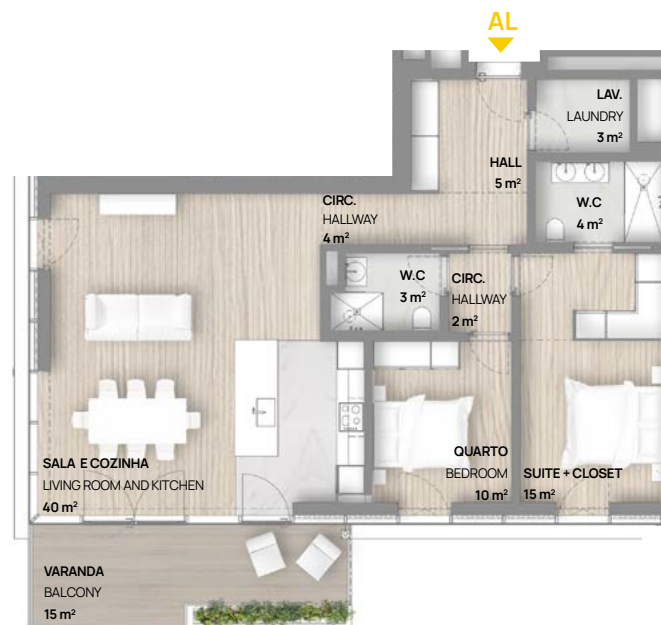 AL
LAV.
LAUNDRY
3 m²
HALL
5 m²
W.C
4 m²
CIRC.
HALLWAY
4 m²
W.C
3 m²
CIRC.
HALLWAY
2 m²
SALA E COZINHA
LIVING ROOM AND KITCHEN
40 m²
QUARTO
BEDROOM
10 m²
SUITE + CLOSET
15 m²
VARANDA
BALCONY
15 m²